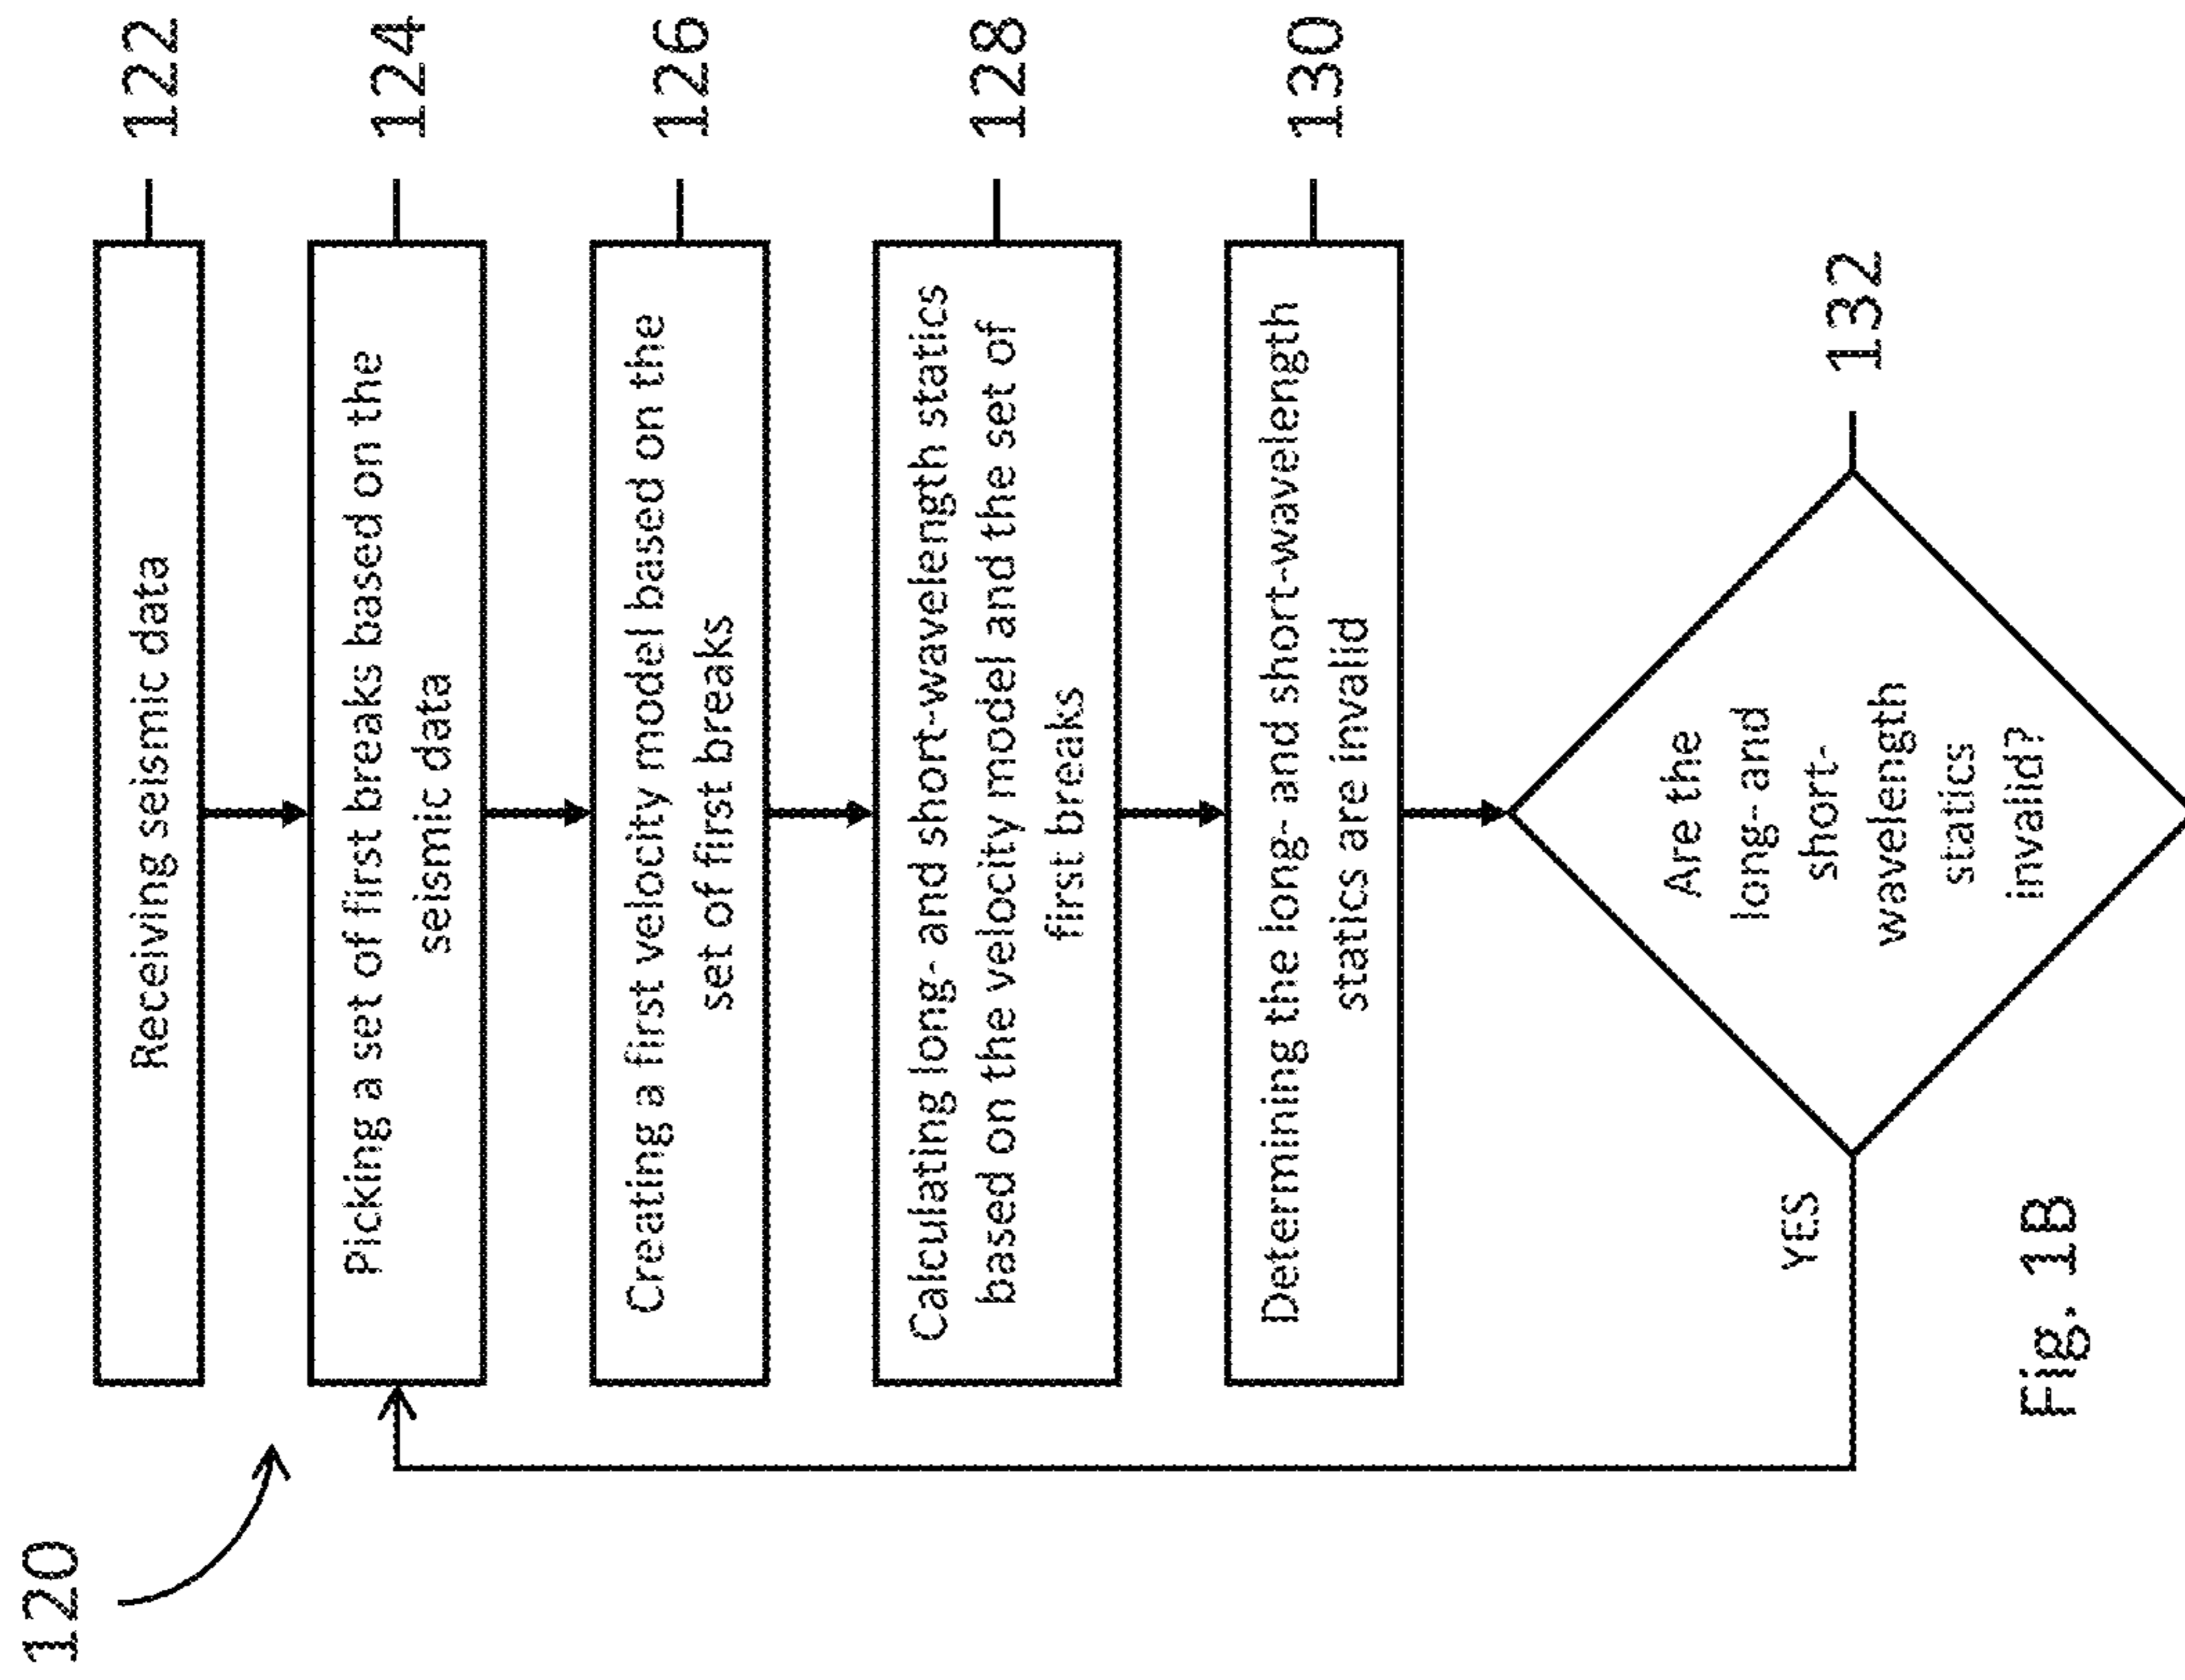 120
Receiving seismic data
122
Picking a set of first breaks based on the
seismic data
124
Creating a first velocity model based on the
set of first breaks
126
Calculating long- and short-wavelength statics
based on the velocity model and the set of
first breaks
128
Determining the long- and short-wavelength
statics are invalid
130
Are the
long- and
short-
wavelength
statics
invalid?
132
YES
Fig. 1B